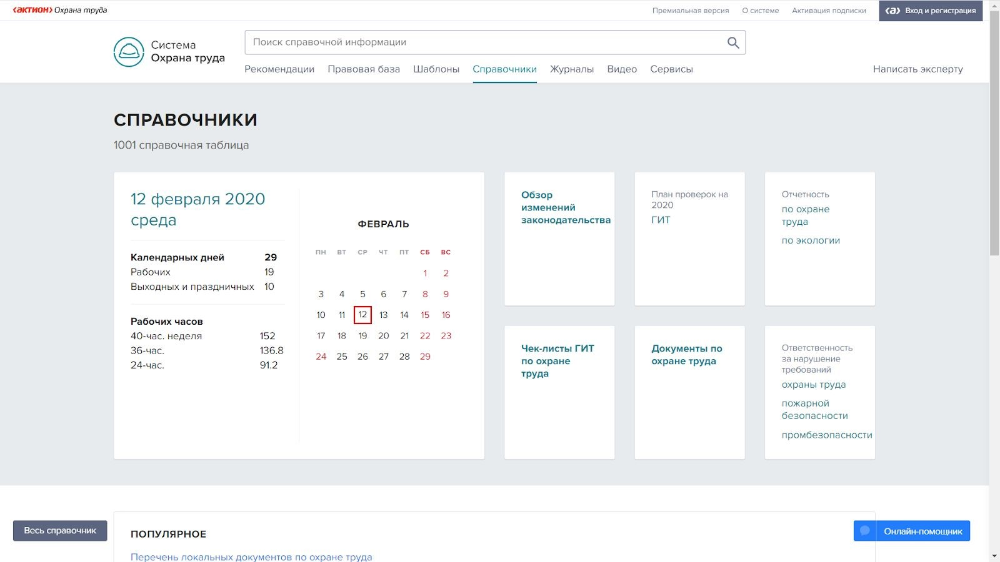 ‹актион› Охрана труда
Премиальная версия О системе Активация подписки Вход и регистрация
Поиск справочной информации
Система
Охрана труда
Рекомендации Правовая база Шаблоны Справочники Журналы Видео Сервисы Написать эксперту
СПРАВОЧНИКИ
1001 справочная таблица
12 февраля 2020
среда
Календарных дней 29
Рабочих 19
Выходных и праздничных 10
Рабочих часов
40-час. неделя 152
36-час. 136.8
24-час. 91.2
ФЕВРАЛЬ
ПН ВТ СР ЧТ ПТ СБ ВС
1 2
3 4 5 6 7 8 9
10 11 12 13 14 15 16
17 18 19 20 21 22 23
24 25 26 27 28 29
Обзор
изменений
законодательства
План проверок на
2020
ГИТ
Отчетность
по охране
труда
по экологии
Чек-листы ГИТ
по охране
труда
Документы по
охране труда
Ответственность
за нарушение
требований
охраны труда
пожарной
безопасности
промбезопасности
Весь справочник
ПОПУЛЯРНОЕ
Перечень локальных документов по охране труда
Онлайн-помощник